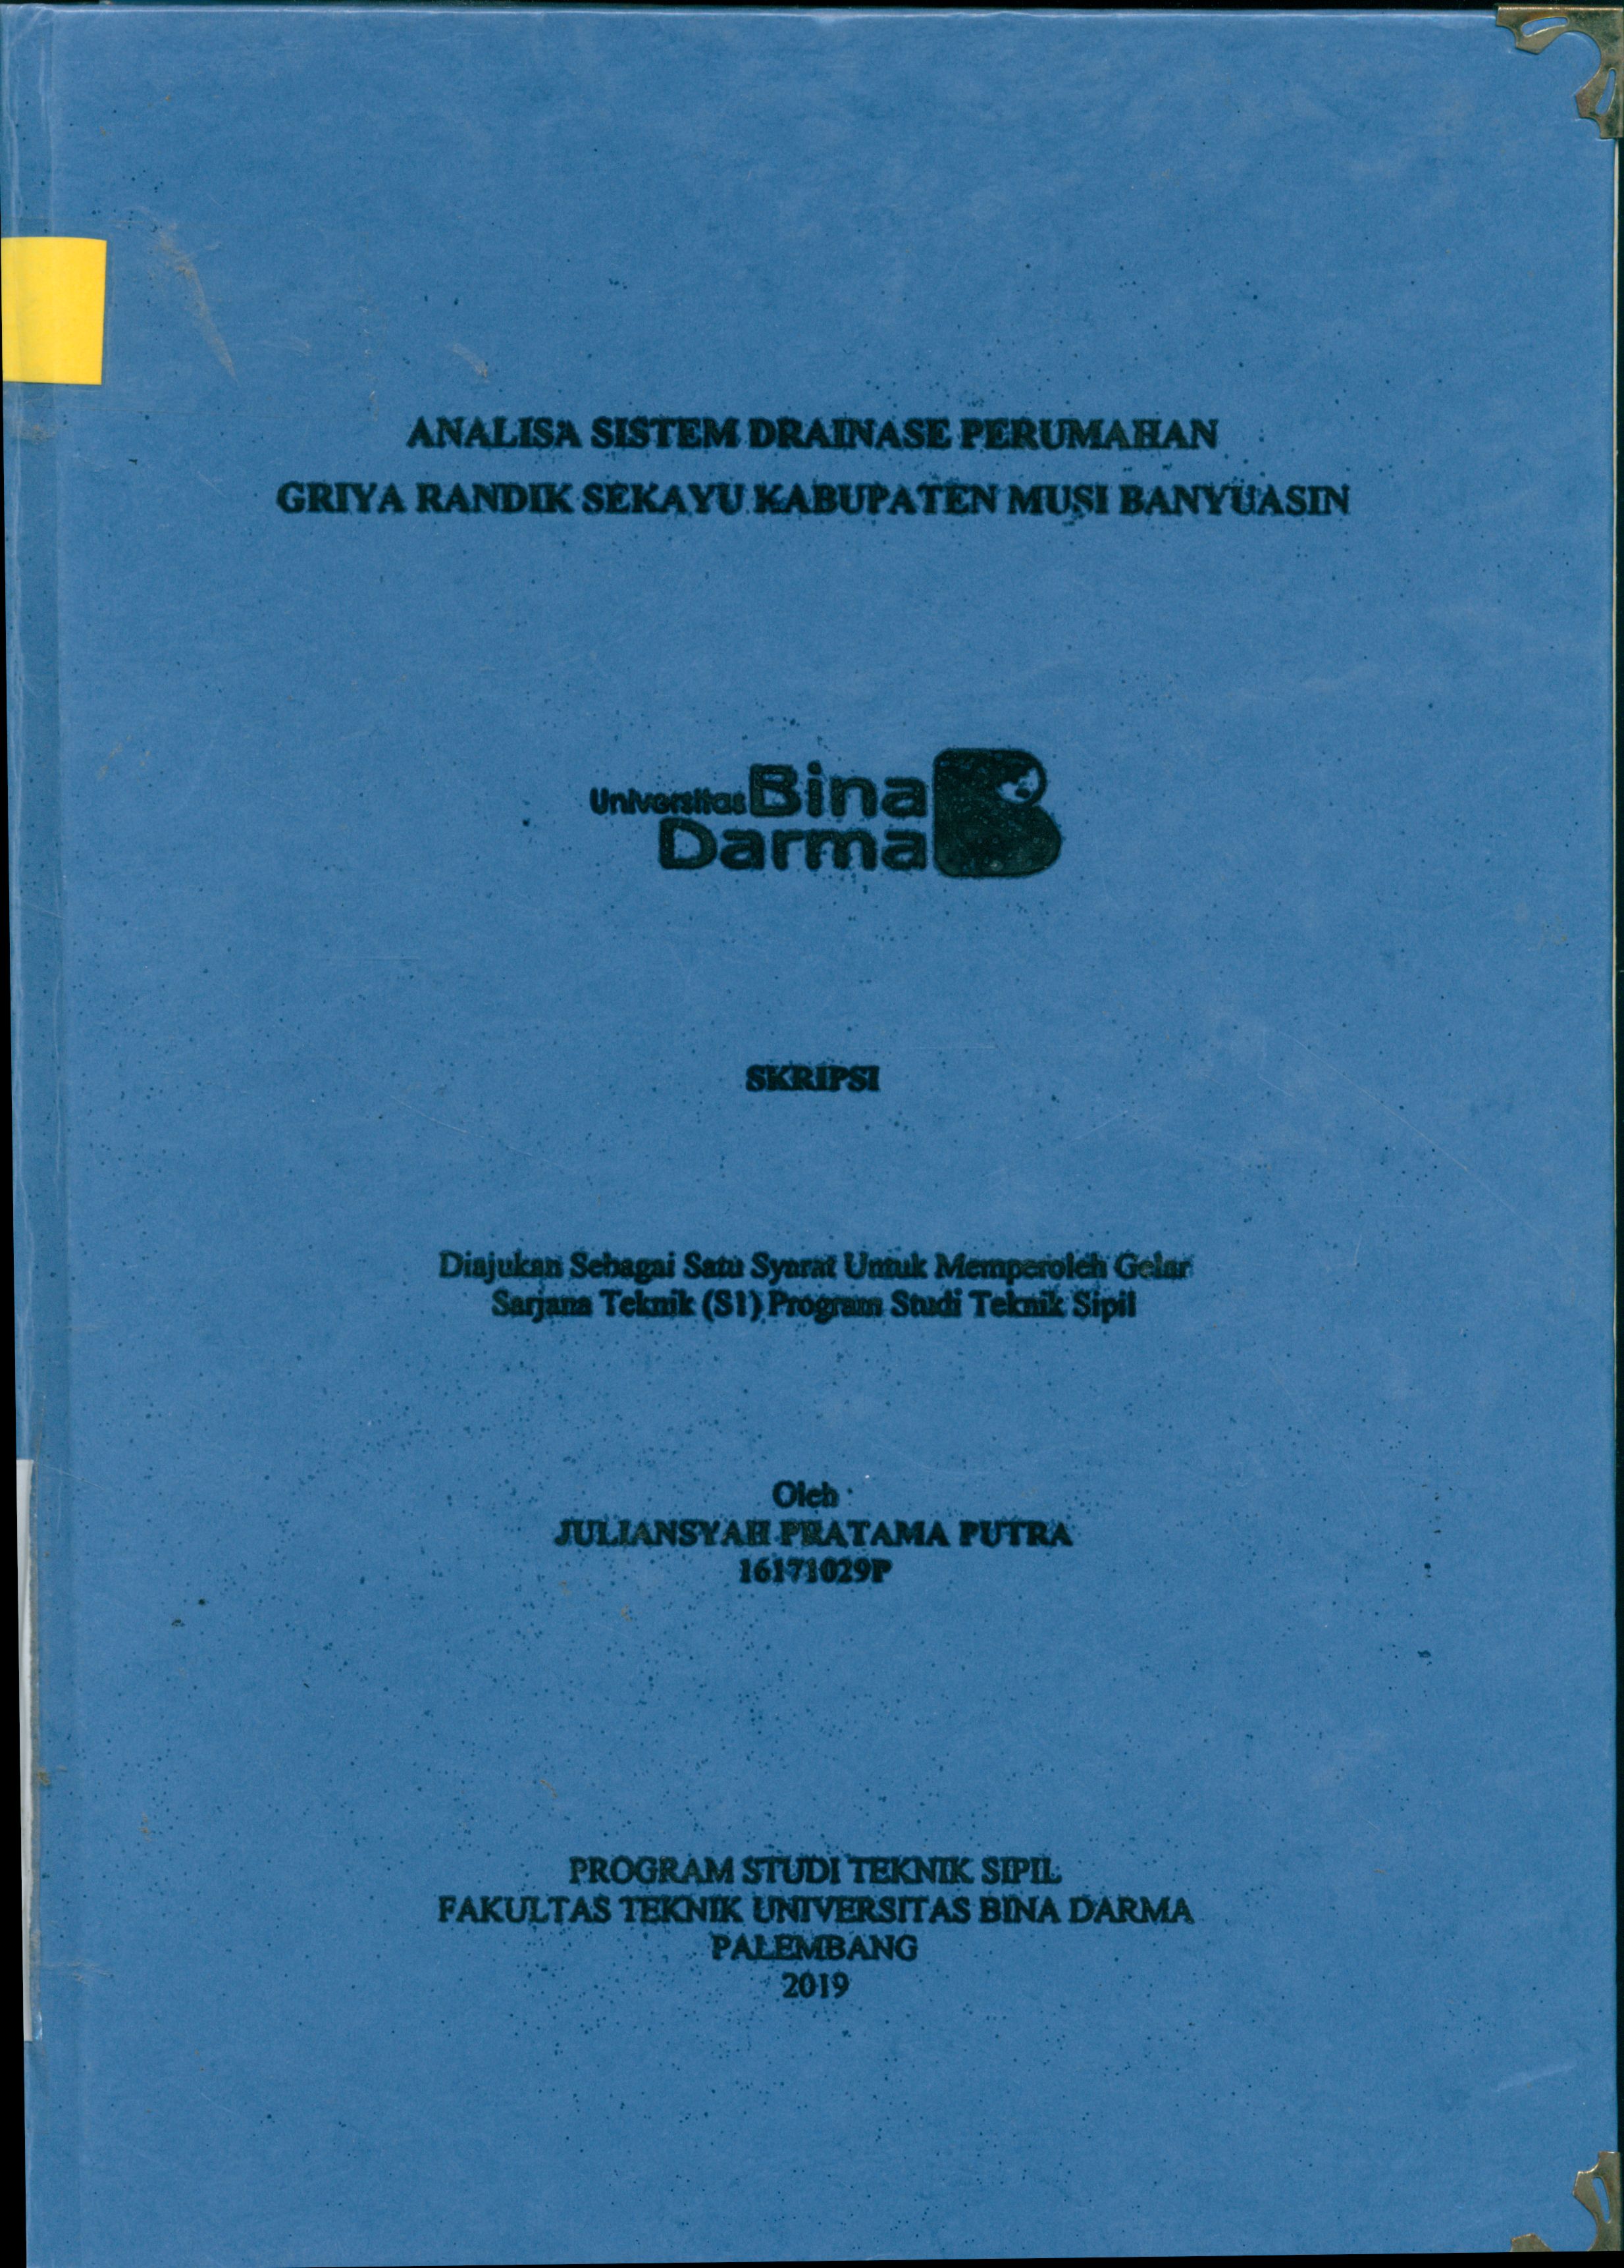 ANALISA SISTEM DRAINASE PERUMAHAN
GRIYA RANDIK SEKAYU KABUPATEN MUSI BANYUASIN
Universitas Bina
Darma
SKRIPSI
Diajukan Sebagai Satu Syarat Untuk Memperoleh Gelar
Sarjana Teknik (S1) Program Studi Teknik Sipil
Oleh
JULIANSYAH PRATAMA PUTRA
16171029P
PROGRAM STUDI TEKNIK SIPIL
FAKULTAS TEKNIK UNIVERSITAS BINA DARMA
PALEMBANG
2019